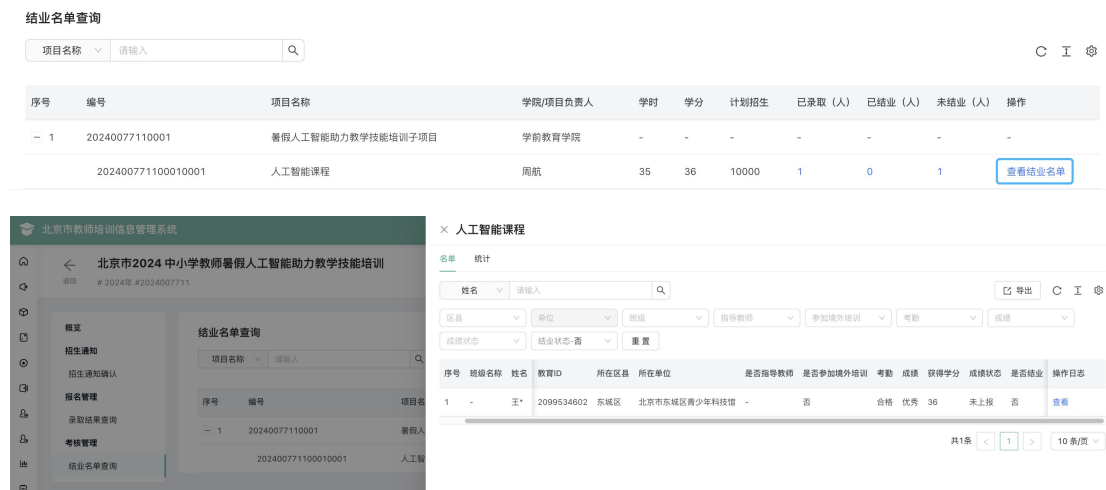 结业名单查询
项目名称 请输入
序号 编号 项目名称 学院/项目负责人 学时 学分 计划招生 已录取（人） 已结业（人） 未结业（人） 操作
1 20240077110001 暑假人工智能助力教学技能培训子项目 学前教育学院 - - - - - - -
202400771100010001 人工智能课程 周航 35 36 10000 1 0 1 查看结业名单
北京市教师培训信息管理系统
返回 北京市2024 中小学教师暑假人工智能助力教学技能培训
# 2024年 #2024007711
概览
招生通知
招生通知确认
报名管理
录取结果查询
考核管理
结业名单查询
结业名单查询
项目名称 请输入
序号 编号 项目名
1 20240077110001 暑假人
202400771100010001 人工智
× 人工智能课程
名单 统计
姓名 请输入 导出
区县 单位 班级 指导教师 参加境外培训 考勤 成绩
成绩状态 结业状态-否 重 置
序号 班级名称 姓名 教育ID 所在区县 所在单位 是否指导教师 是否参加境外培训 考勤 成绩 获得学分 成绩状态 是否结业 操作日志
1 - 王* 2099534602 东城区 北京市东城区青少年科技馆 - 否 合格 优秀 36 未上报 否 查看
共1条 < 1 > 10 条/页